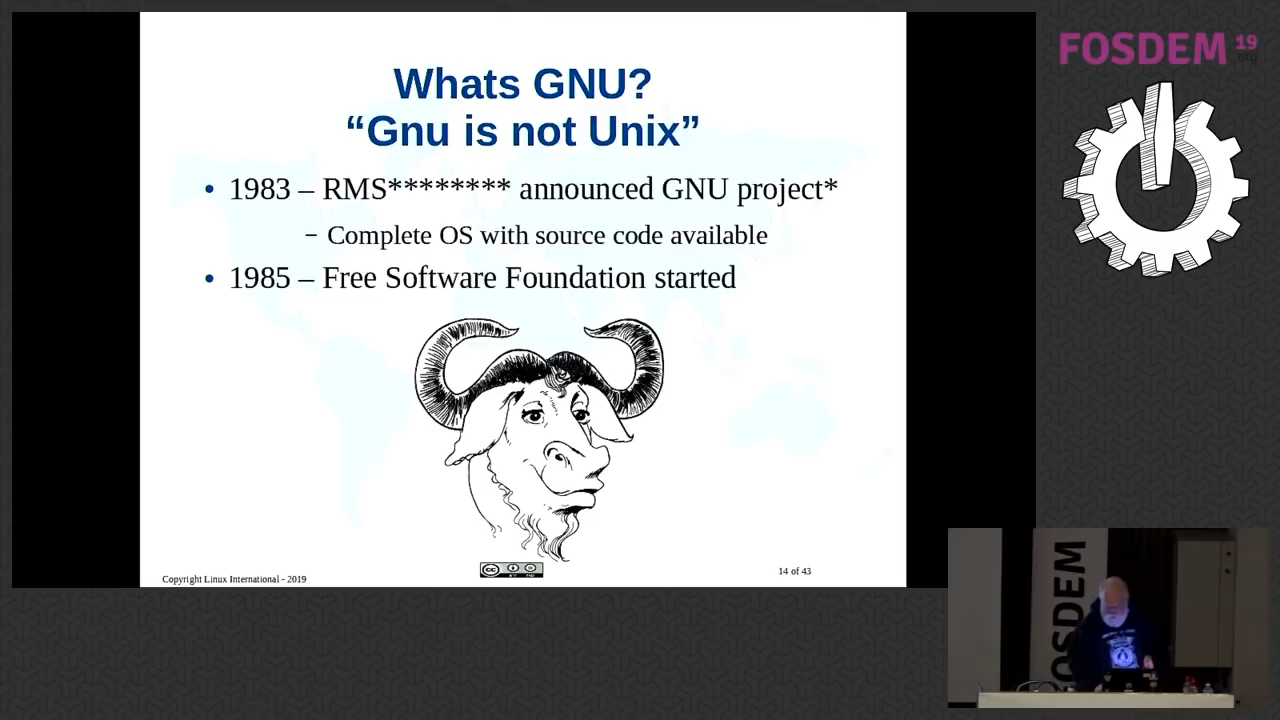 Whats GNU?
“Gnu is not Unix”
• 1983 – RMS******** announced GNU project*
– Complete OS with source code available
• 1985 – Free Software Foundation started
Copyright Linux International - 2019
14 of 43
FOSDEM 19
.org
FOSDEM